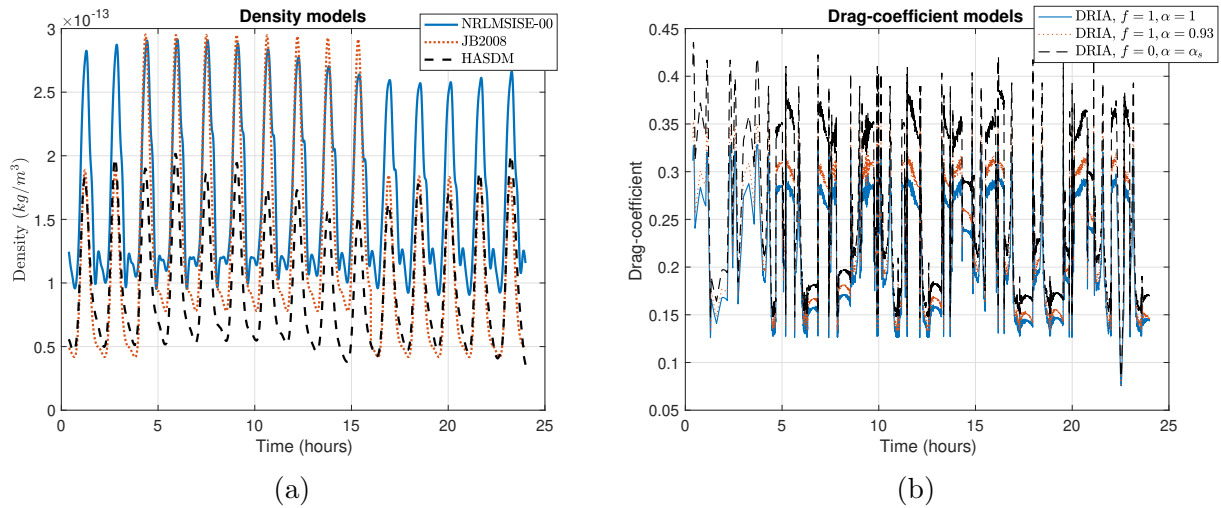 Density models
×10⁻¹³
NRLMSISE-00
JB2008
HASDM
3
2.5
2
1.5
1
0.5
0
Density (kg/m³)
0 5 10 15 20 25
Time (hours)
(a)
Drag-coefficient models
DRIA, f = 1, α = 1
DRIA, f = 1, α = 0.93
DRIA, f = 0, α = αₛ
0.45
0.4
0.35
0.3
0.25
0.2
0.15
0.1
0.05
Drag-coefficient
0 5 10 15 20 25
Time (hours)
(b)